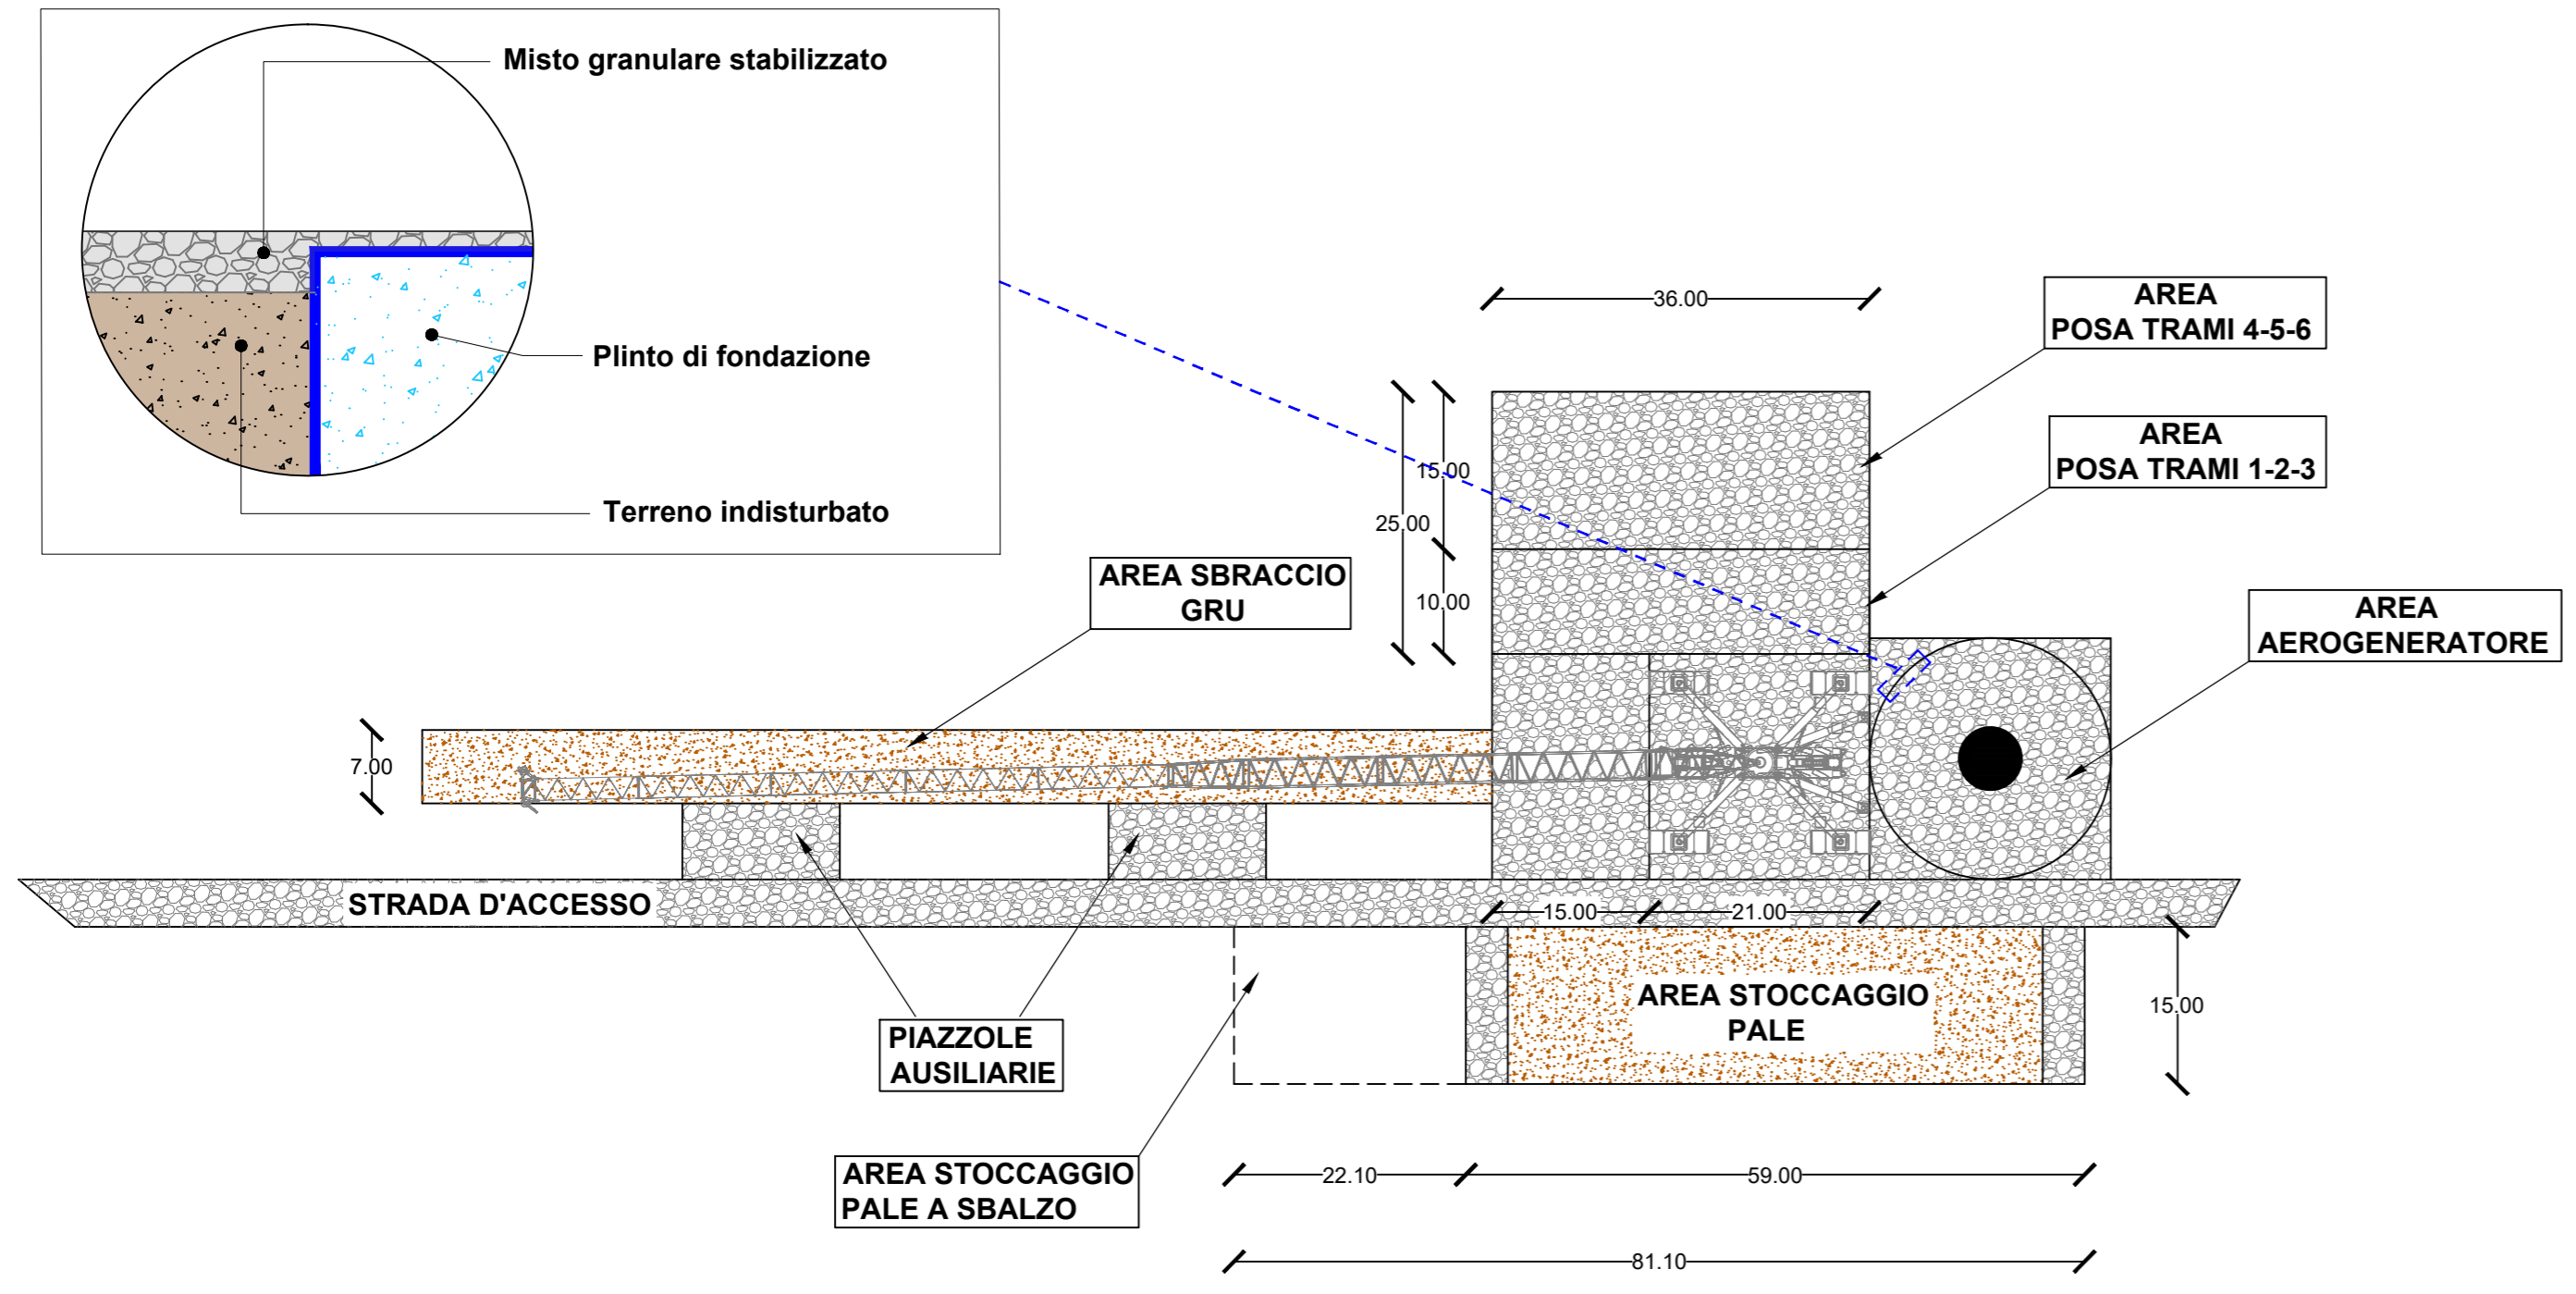 Misto granulare stabilizzato
Plinto di fondazione
Terreno indisturbato
36.00
AREA
POSA TRAMI 4-5-6
AREA
POSA TRAMI 1-2-3
15.00
25.00
10.00
AREA SBRACCIO
GRU
AREA
AEROGENERATORE
7.00
STRADA D'ACCESSO
15.00
21.00
AREA STOCCAGGIO
PALE
15.00
PIAZZOLE
AUSILIARIE
AREA STOCCAGGIO
PALE A SBALZO
22.10
59.00
81.10